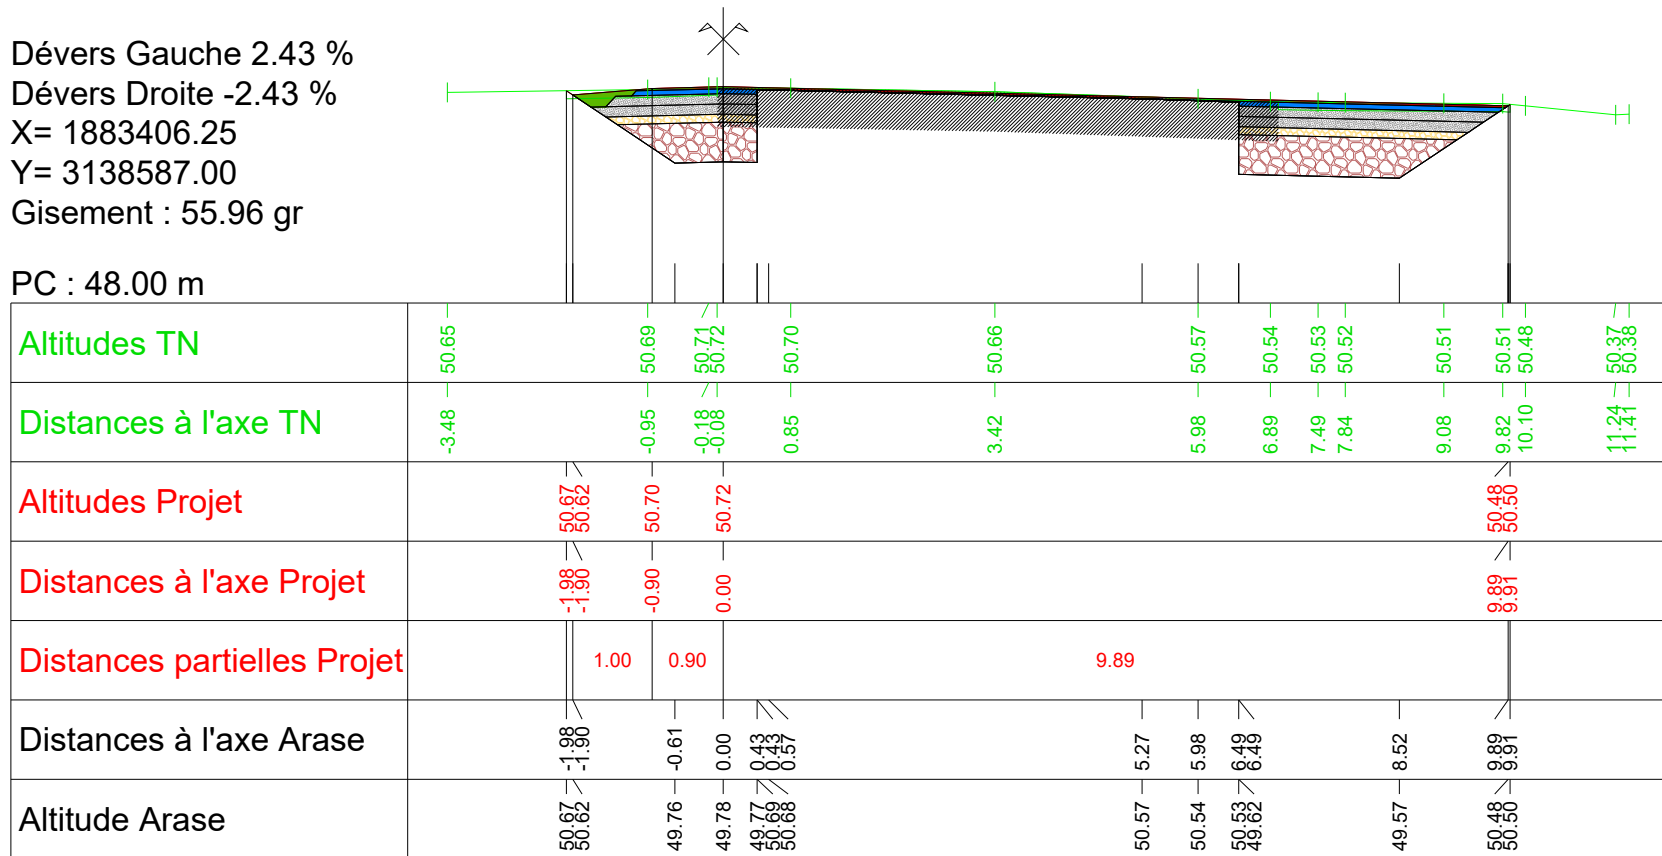 Dévers Gauche 2.43 %
Dévers Droite -2.43 %
X= 1883406.25
Y= 3138587.00
Gisement : 55.96 gr
PC : 48.00 m
Altitudes TN 50.65 50.69 50.71 50.72 50.70 50.66 50.57 50.54 50.53 50.52 50.51 50.51 50.48 50.37 50.38
Distances à l'axe TN -3.48 -0.95 -0.18 -0.08 0.85 3.42 5.98 6.89 7.49 7.84 9.08 9.82 10.10 11.24 11.41
Altitudes Projet 50.67 50.62 50.70 50.72 50.48 50.50
Distances à l'axe Projet -1.98 -1.90 -0.90 0.00 9.89 9.91
Distances partielles Projet 1.00 0.90 9.89
Distances à l'axe Arase -1.98 -1.90 -0.61 0.00 0.43 0.43 0.57 5.27 5.98 6.49 6.49 8.52 9.89 9.91
Altitude Arase 50.67 50.62 49.76 49.78 49.77 50.69 50.68 50.57 50.54 50.53 49.62 49.57 50.48 50.50